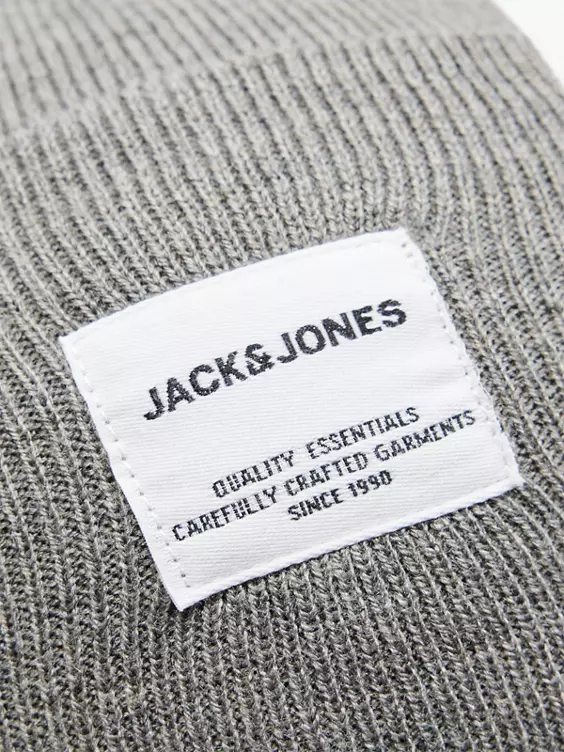 JACK&JONES
QUALITY ESSENTIALS
CAREFULLY CRAFTED GARMENTS
SINCE 1990